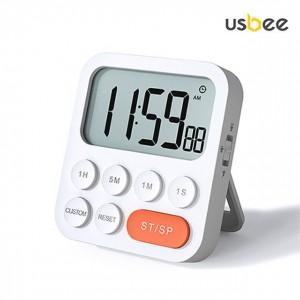 usbee
AM
11:59 88
1H 5M 1M 1S
CUSTOM RESET ST/SP